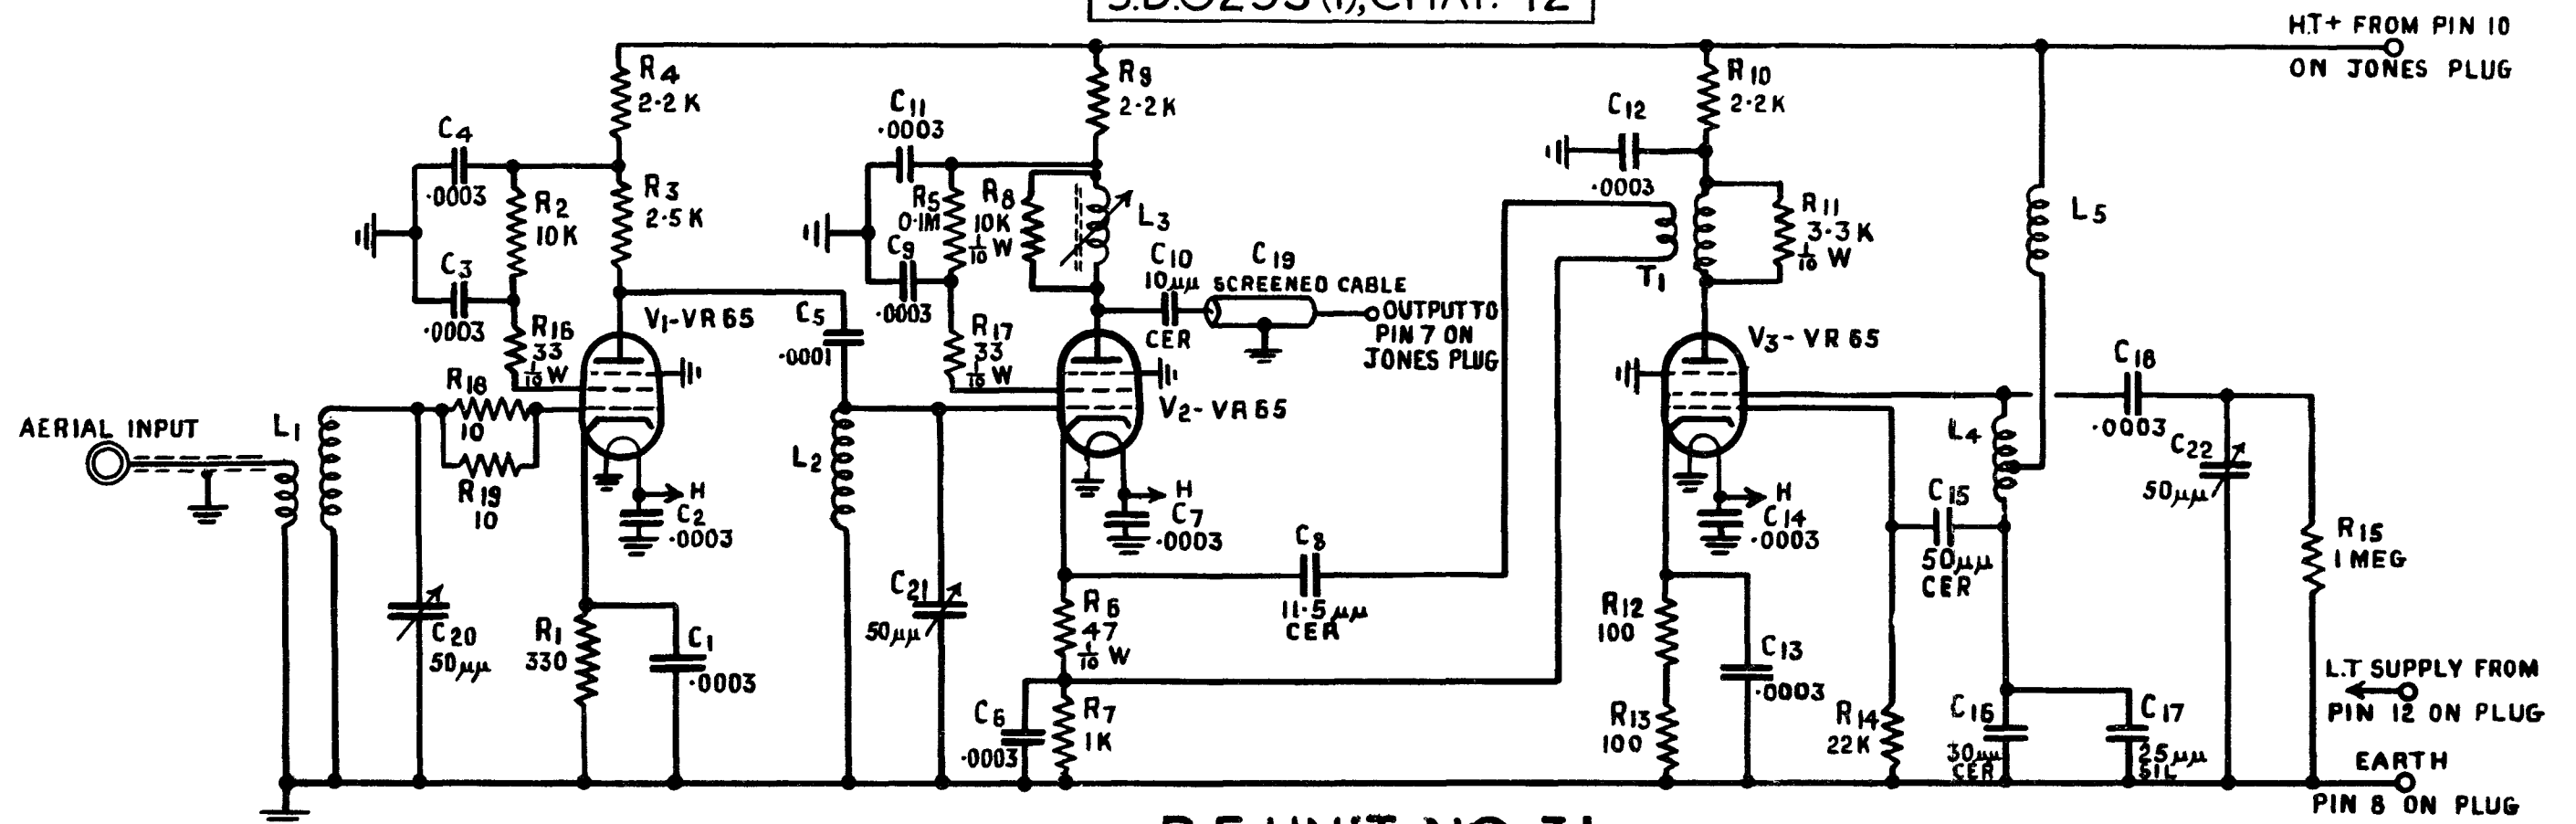 S.D.0293 (1), CHAP. 12
H.T+ FROM PIN 10
ON JONES PLUG
R4
2·2 K
R9
2·2 K
R10
2·2 K
C4
·0003
C11
·0003
C12
·0003
R2
10 K
R3
2·5 K
R5
0·1M
1/10 W
R8
10K
L3
R11
3·3 K
1/10 W
L5
C3
·0003
C9
·0003
C10
10μμ
CER
C19
SCREENED CABLE
T1
OUTPUT TO
PIN 7 ON
JONES PLUG
R16
33
1/10 W
V1-VR 65
C5
·0001
R17
33
1/10 W
V2-VR 65
V3-VR 65
C18
·0003
AERIAL INPUT
L1
R18
10
R19
10
L2
L4
C22
50μμ
H
C2
·0003
H
C7
·0003
H
C14
·0003
C15
50μμ
CER
R15
1 MEG
C8
11·5 μμ
CER
C20
50μμ
R1
330
C1
·0003
C21
50μμ
R6
47
1/10 W
R12
100
C13
·0003
C6
·0003
R7
1K
R13
100
R14
22K
C16
30μμ
CER
C17
25μμ
SIL
L.T SUPPLY FROM
PIN 12 ON PLUG
EARTH
PIN 8 ON PLUG
R.F. UNIT NO.